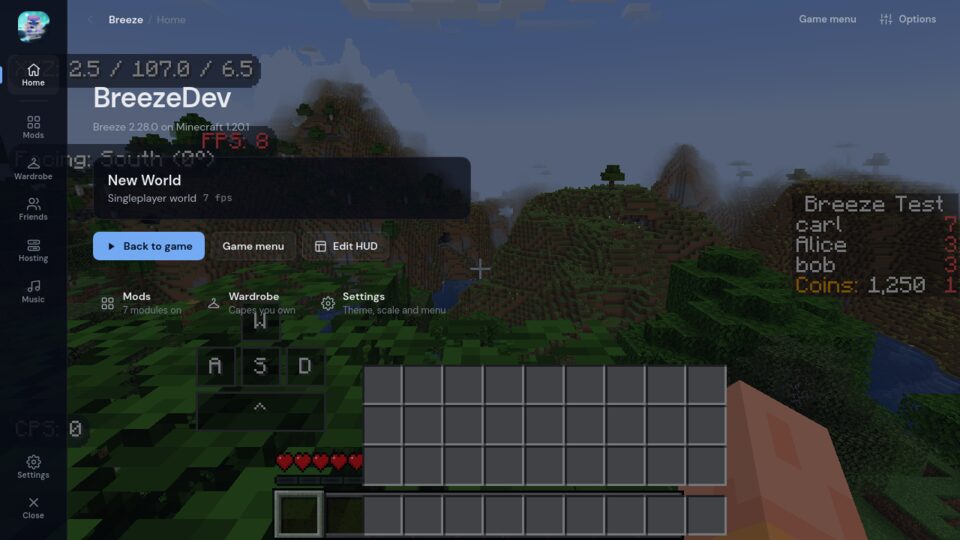 Breeze / Home
Game menu
Options
XYZ: 2.5 / 107.0 / 6.5
Home
BreezeDev
Mods
Breeze 2.28.0 on Minecraft 1.20.1
FPS: 8
Facing: South (0°)
Wardrobe
New World
Singleplayer world 7 fps
Friends
Breeze Test
carl 7
Alice 3
bob 3
Coins: 1,250 1
Back to game
Game menu
Edit HUD
Hosting
Music
Mods
7 modules on
Wardrobe
Capes you own
Settings
Theme, scale and menu
W
A S D
^
CPS: 0
Settings
Close